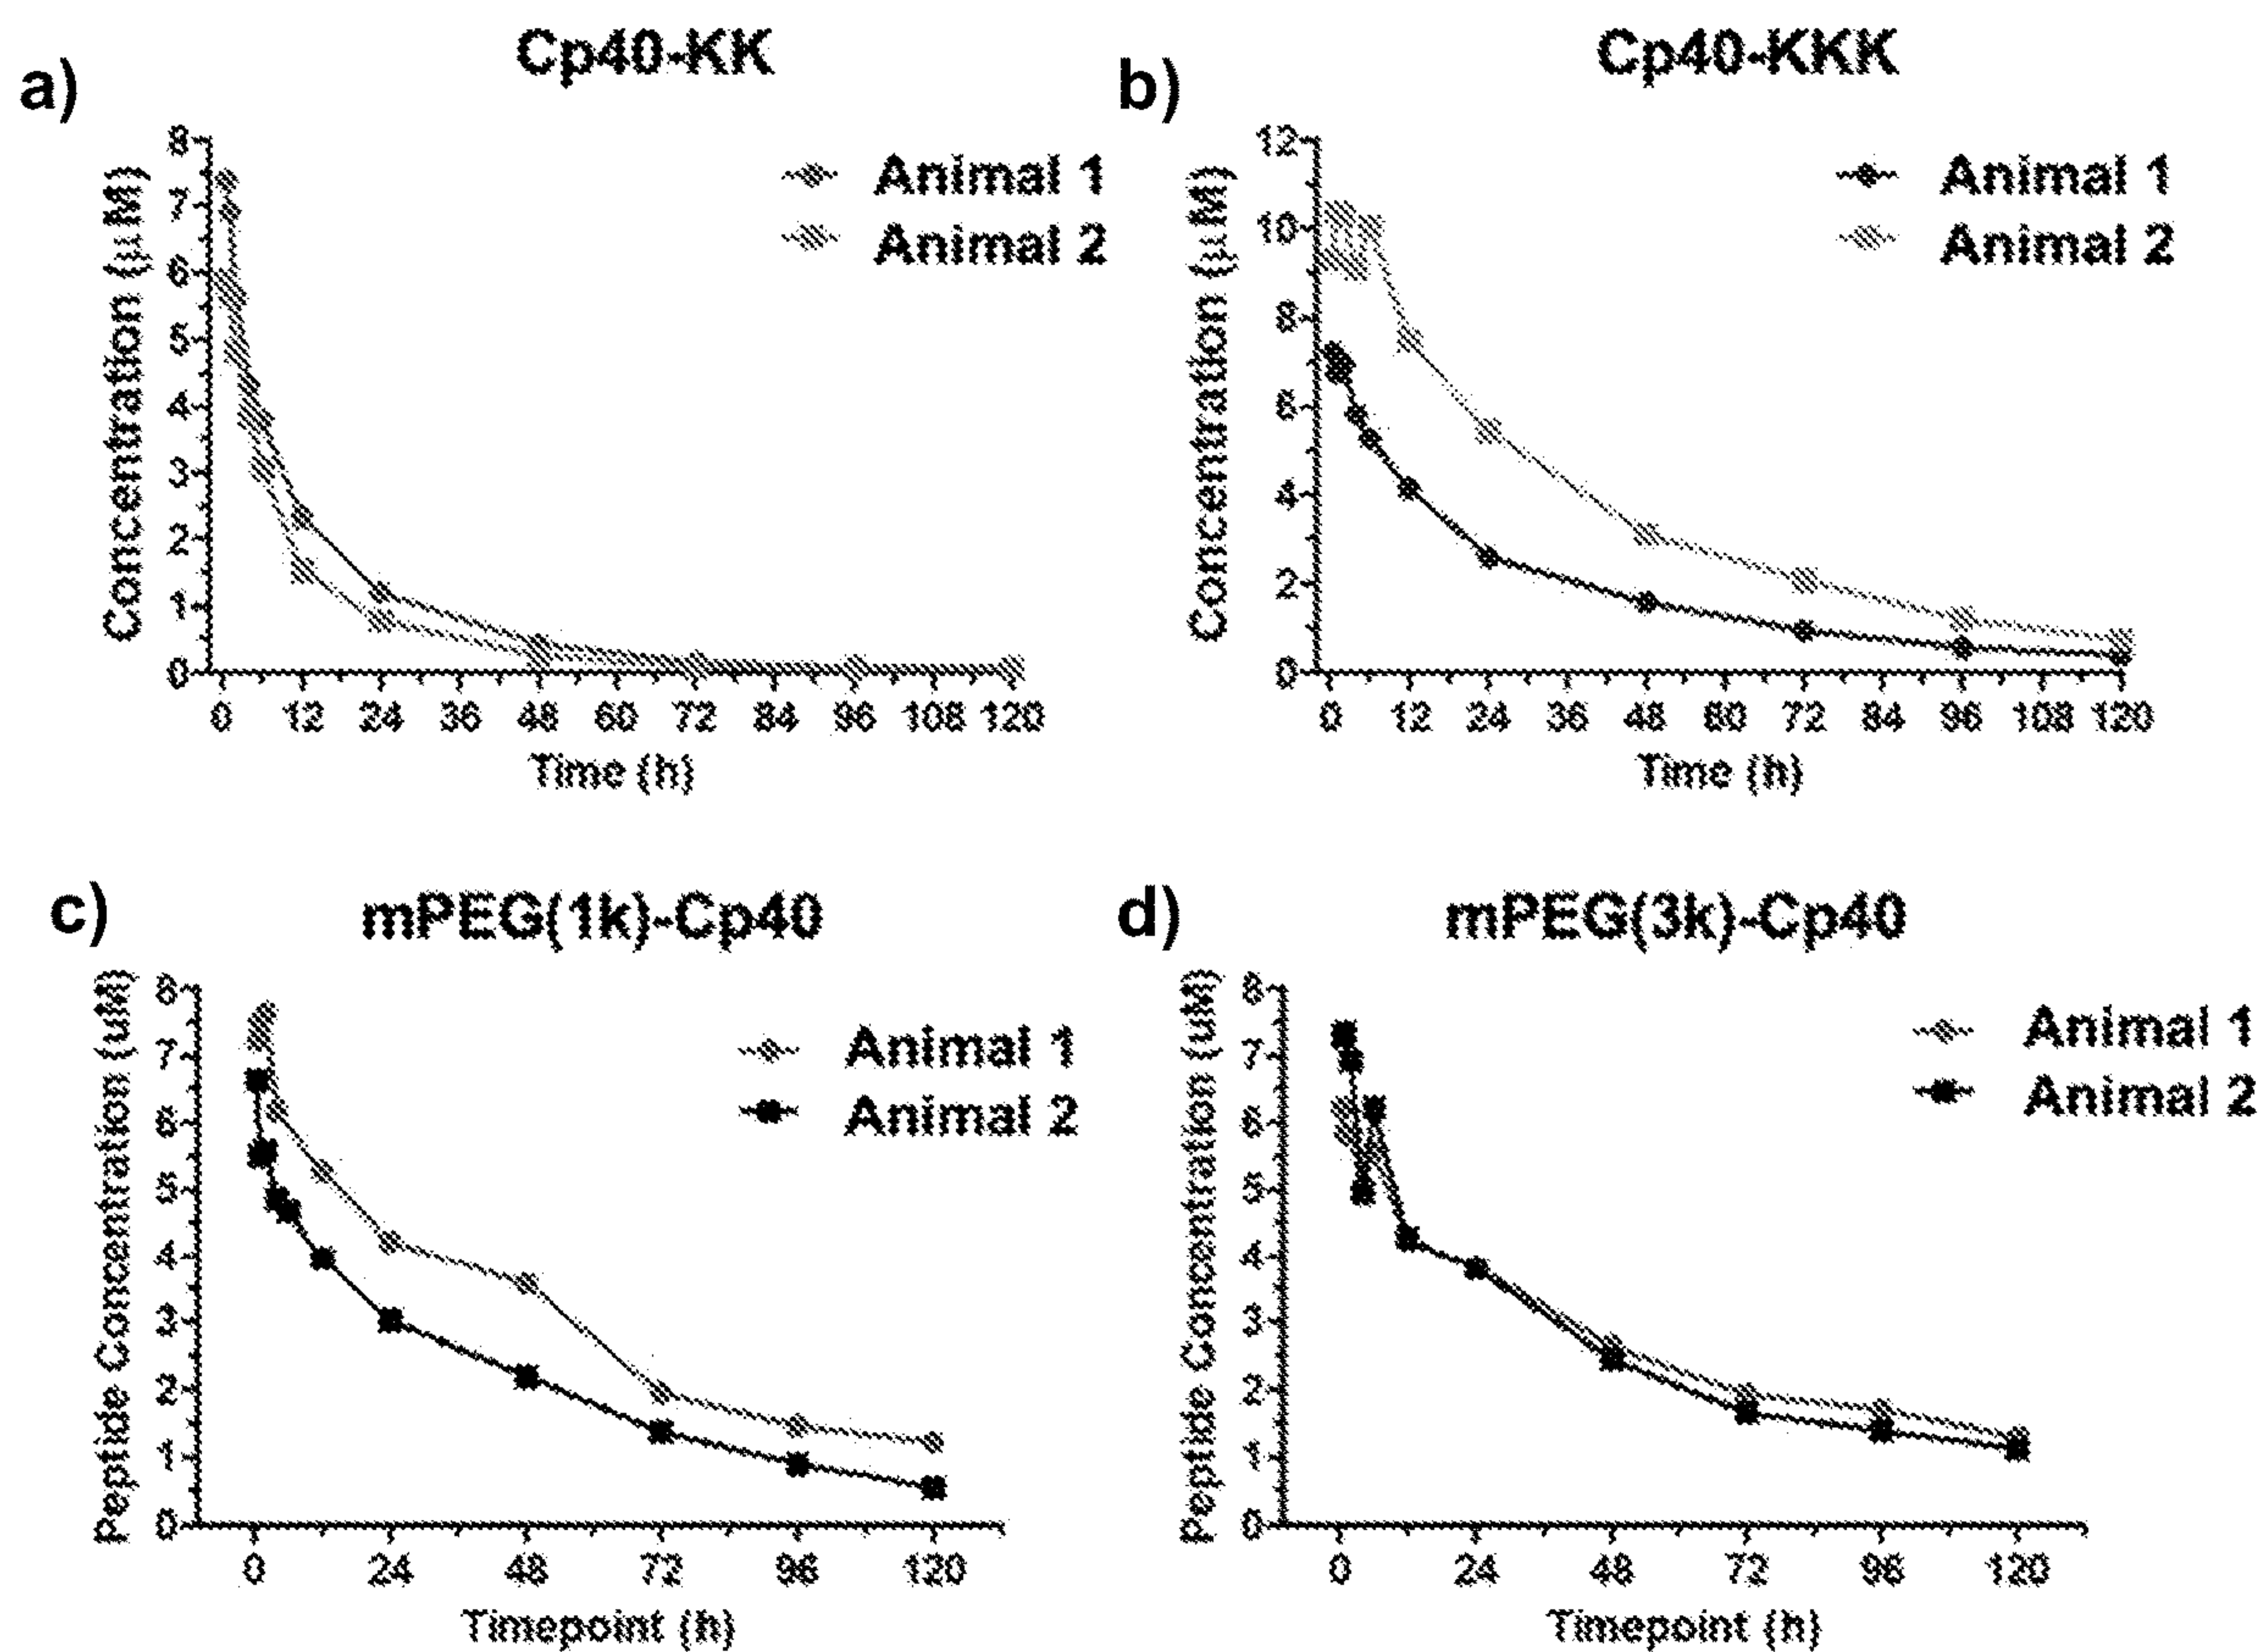 a)
Cp40-KK
Concentration (µM)
8
7
6
5
4
3
2
1
0
Animal 1
Animal 2
0 12 24 36 48 60 72 84 96 108 120
Time (h)
b)
Cp40-KKK
Concentration (µM)
12
10
8
6
4
2
0
Animal 1
Animal 2
0 12 24 36 48 60 72 84 96 108 120
Time (h)
c)
mPEG(1k)-Cp40
Peptide Concentration (uM)
8
7
6
5
4
3
2
1
0
Animal 1
Animal 2
0 24 48 72 96 120
Timepoint (h)
d)
mPEG(3k)-Cp40
Peptide Concentration (uM)
8
7
6
5
4
3
2
1
0
Animal 1
Animal 2
0 24 48 72 96 120
Timepoint (h)